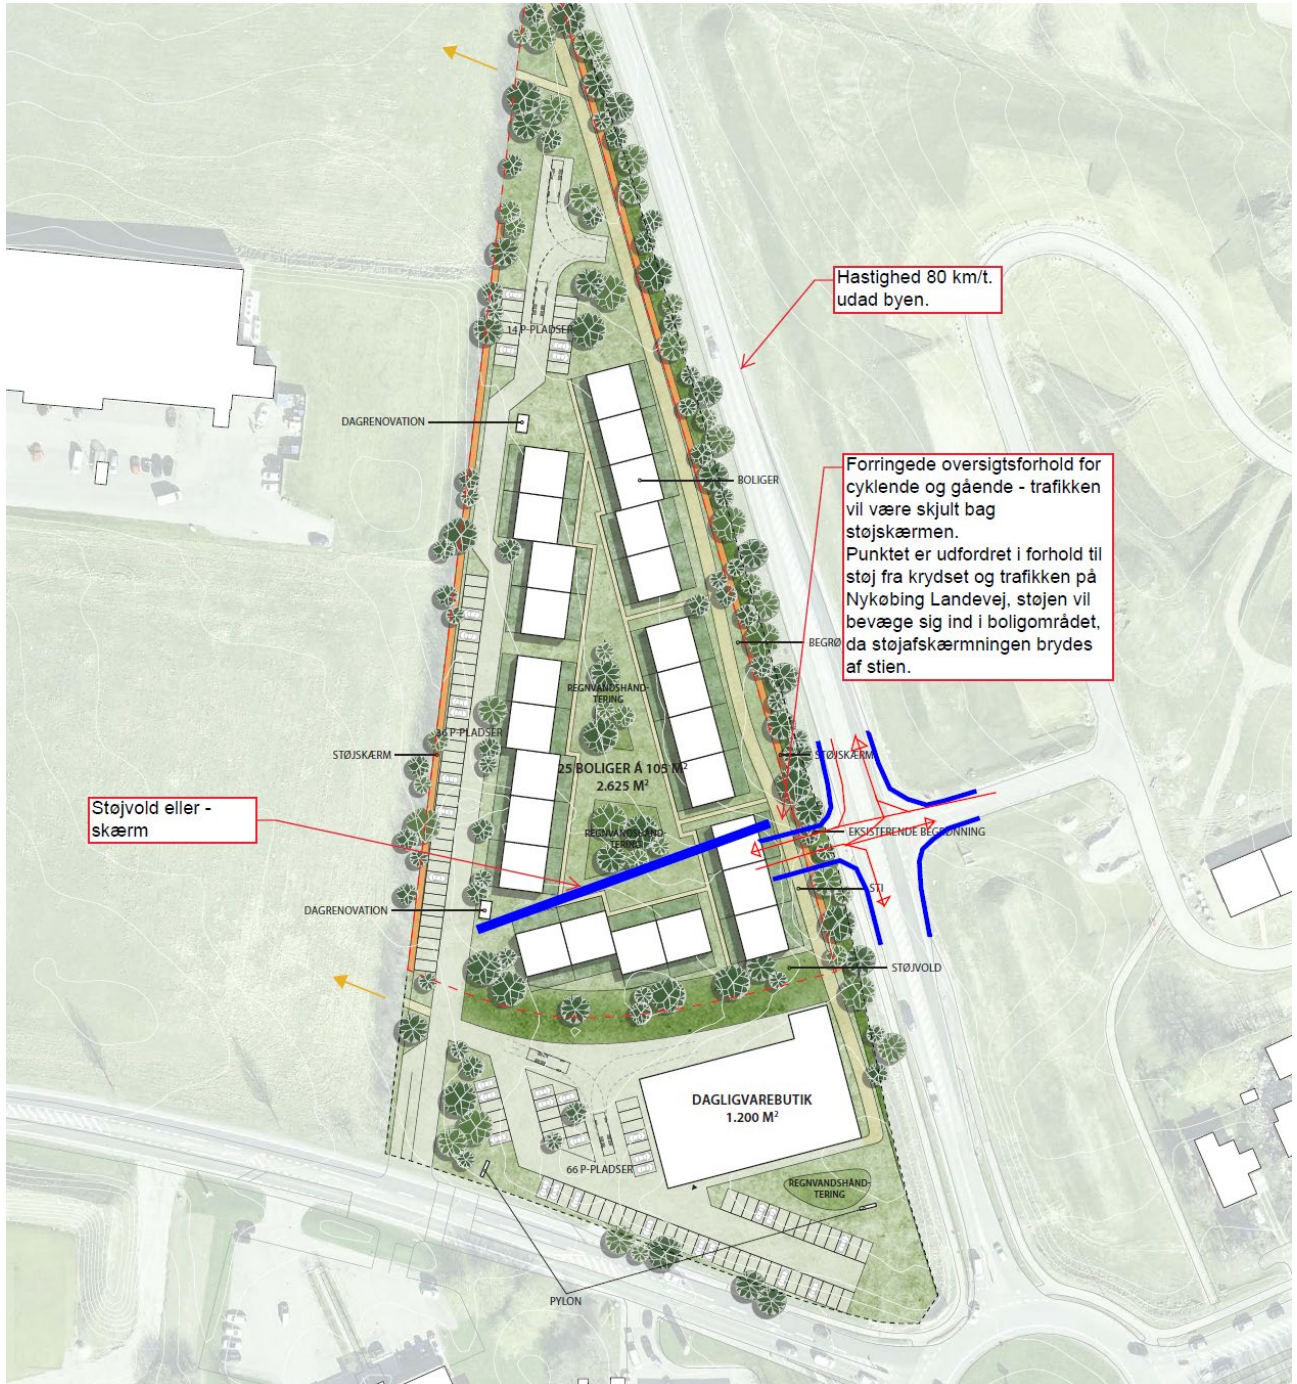 Hastighed 80 km/t.
udad byen.
14 P-PLADSER
DAGRENOVATION
Forringede oversigtsforhold for
cyklende og gående - trafikken
vil være skjult bag
støjskærmen.
Punktet er udfordret i forhold til
støj fra krydset og trafikken på
Nykøbing Landevej, støjen vil
bevæge sig ind i boligområdet,
da støjafskærmningen brydes
af stien.
BOLIGER
BEGRØ
REGNVANDSHÅND-
TERING
P-PLADSER
STØJSKÆRM
STØJSKÆRM
25 BOLIGER Á 105 M²
2.625 M²
Støjvold eller -
skærm
REGNVANDSHÅND-
TERING
EKSISTERENDE BEGRØNNING
STI
DAGRENOVATION
STØJVOLD
DAGLIGVAREBUTIK
1.200 M²
66 P-PLADSER
REGNVANDSHÅND-
TERING
PYLON